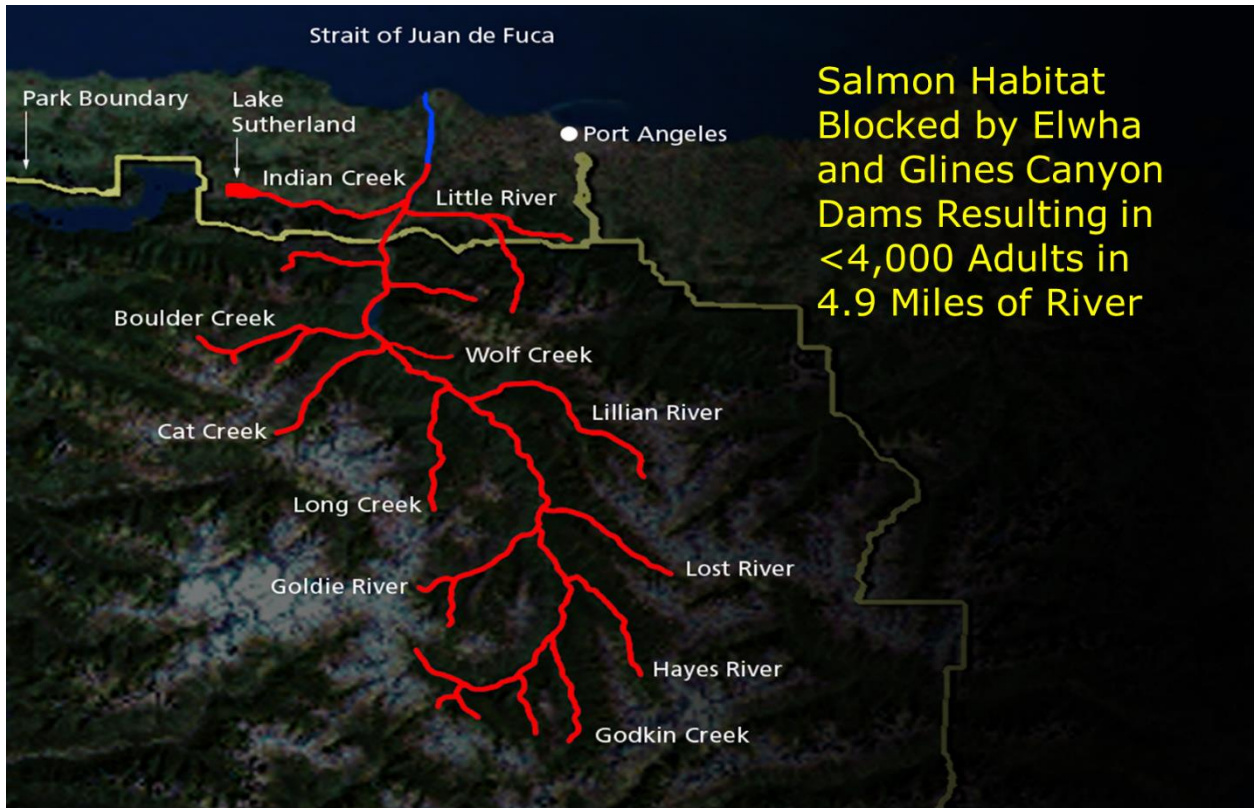 Strait of Juan de Fuca
Park Boundary
Lake
Sutherland
Port Angeles
Indian Creek
Little River
Boulder Creek
Wolf Creek
Lillian River
Cat Creek
Long Creek
Lost River
Goldie River
Hayes River
Godkin Creek
Salmon Habitat
Blocked by Elwha
and Glines Canyon
Dams Resulting in
<4,000 Adults in
4.9 Miles of River